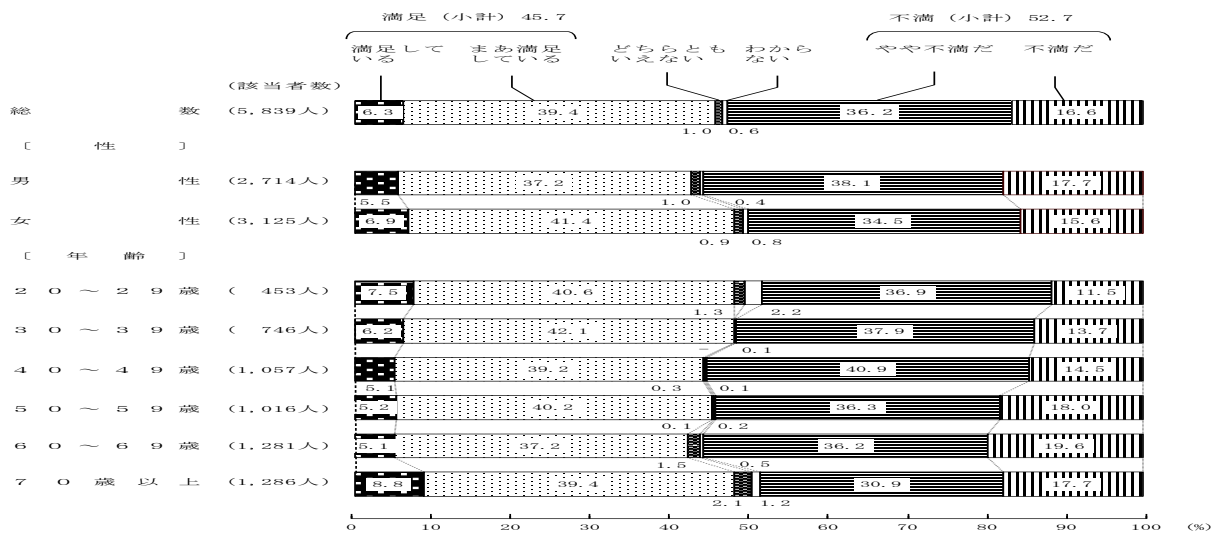 満足（小計）　45.7　　不満（小計）　52.7
満足して　まあ満足　どちらとも　わから　やや不満だ　不満だ
いる　している　いえない　ない
（該当者数）
総　　数　（5,839人）　6.3　39.4　36.2　16.6
1.0　0.6
〔　性　〕
男　　性　（2,714人）　37.2　38.1　17.7
5.5　1.0　0.4
女　　性　（3,125人）　6.9　41.4　34.5　15.6
0.9　0.8
〔　年　齢　〕
２０～２９歳　（　453人）　7.5　40.6　36.9　11.5
1.3　2.2
３０～３９歳　（　746人）　6.2　42.1　37.9　13.7
－　0.1
４０～４９歳　（1,057人）　39.2　40.9　14.5
5.1　0.3　0.1
５０～５９歳　（1,016人）　5.2　40.2　36.3　18.0
0.1　0.2
６０～６９歳　（1,281人）　5.1　37.2　36.2　19.6
1.5　0.5
７０歳以上　（1,286人）　8.8　39.4　30.9　17.7
2.1　1.2
0　10　20　30　40　50　60　70　80　90　100　（％）